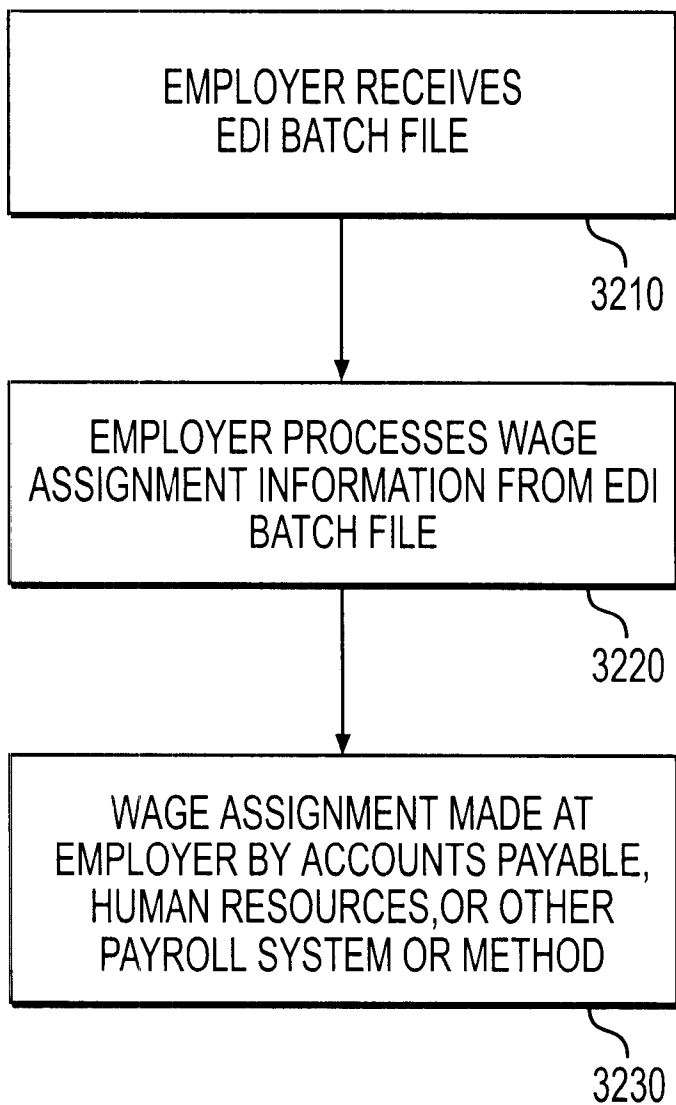 EMPLOYER RECEIVES
EDI BATCH FILE
3210
EMPLOYER PROCESSES WAGE
ASSIGNMENT INFORMATION FROM EDI
BATCH FILE
3220
WAGE ASSIGNMENT MADE AT
EMPLOYER BY ACCOUNTS PAYABLE,
HUMAN RESOURCES,OR OTHER
PAYROLL SYSTEM OR METHOD
3230